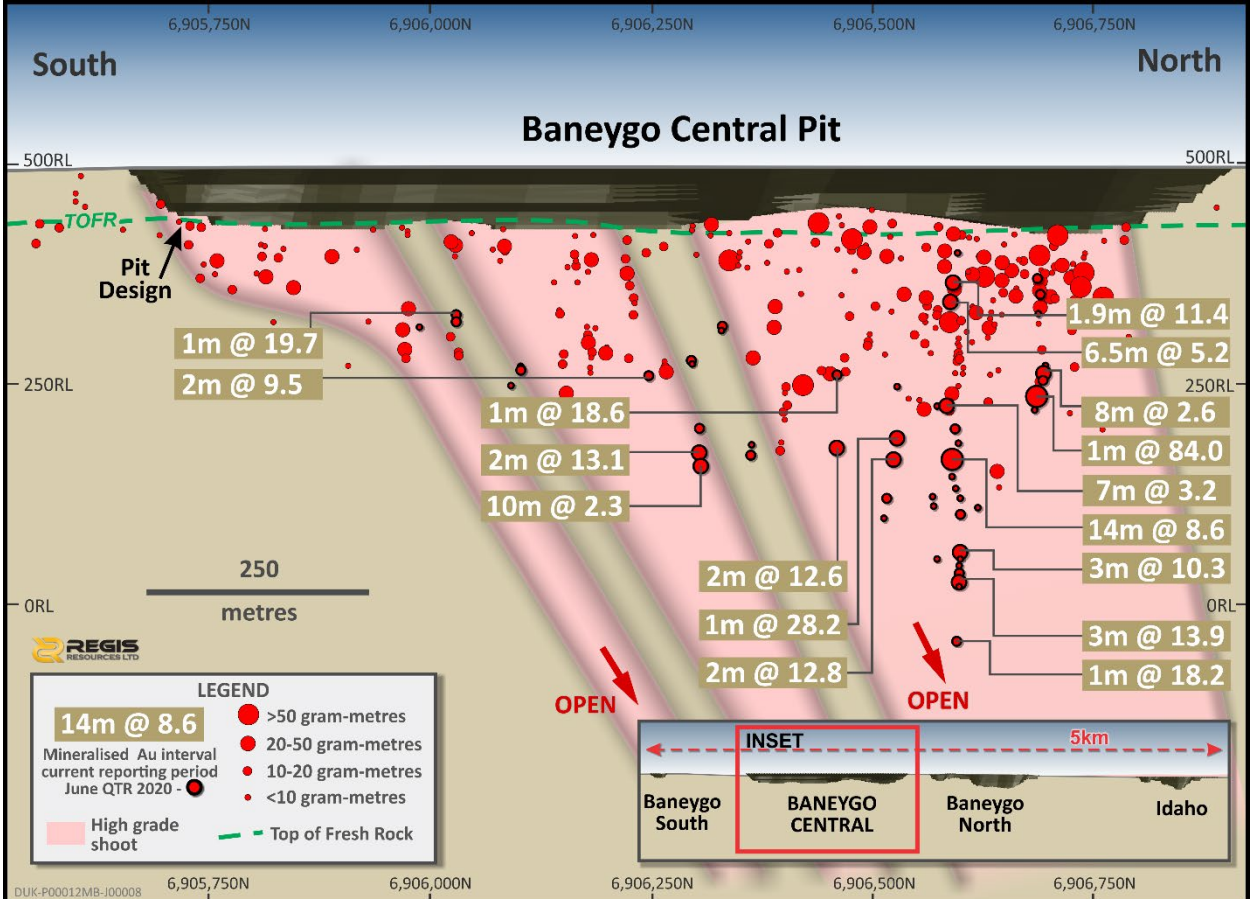 6,905,750N 6,906,000N 6,906,250N 6,906,500N 6,906,750N
South
North
Baneygo Central Pit
500RL
500RL
TOFR
Pit
Design
1m @ 19.7
2m @ 9.5
1m @ 18.6
2m @ 13.1
10m @ 2.3
2m @ 12.6
1m @ 28.2
2m @ 12.8
1.9m @ 11.4
6.5m @ 5.2
8m @ 2.6
1m @ 84.0
7m @ 3.2
14m @ 8.6
3m @ 10.3
3m @ 13.9
1m @ 18.2
250RL
250RL
250
metres
0RL
0RL
REGIS
RESOURCES LTD
OPEN
OPEN
LEGEND
14m @ 8.6
Mineralised Au interval
current reporting period
June QTR 2020 -
>50 gram-metres
20-50 gram-metres
10-20 gram-metres
<10 gram-metres
High grade
shoot
Top of Fresh Rock
INSET
5km
Baneygo
South
BANEYGO
CENTRAL
Baneygo
North
Idaho
DUK-P00012MB-J00008
6,905,750N 6,906,000N 6,906,250N 6,906,500N 6,906,750N